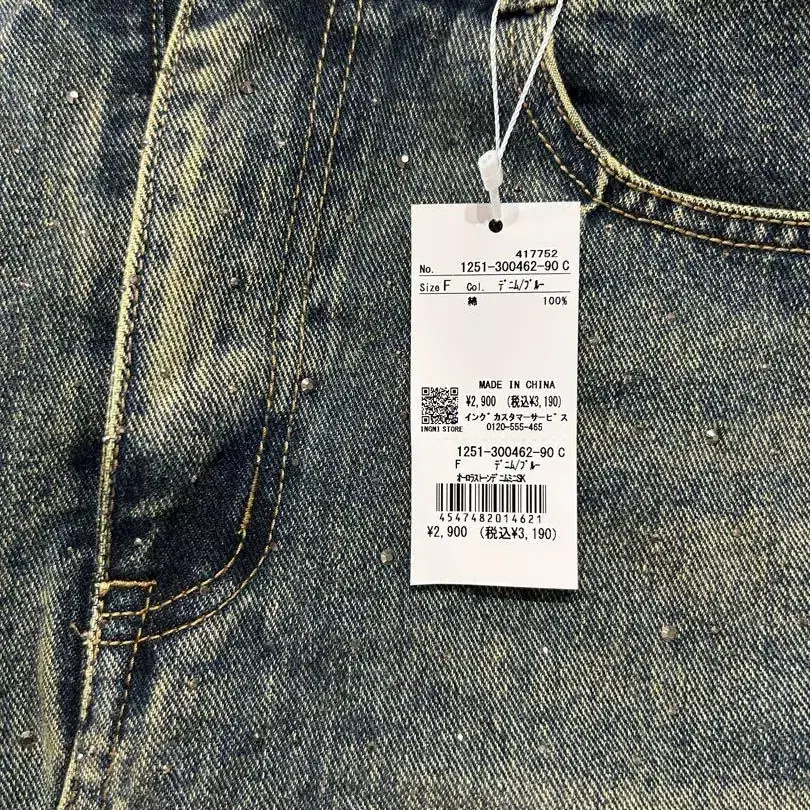 417752
No. 1251-300462-90 C
Size F Col. ﾃﾞﾆﾑ/ﾌﾞﾙｰ
綿 100%
MADE IN CHINA
¥2,900 (税込¥3,190)
イングカスタマーサービス
INGNI STORE 0120-555-465
1251-300462-90 C
F ﾃﾞﾆﾑ/ﾌﾞﾙｰ
ｵｰﾛﾗｽﾄｰﾝﾃﾞﾆﾑﾐﾆSK
4547482014621
¥2,900 (税込¥3,190)